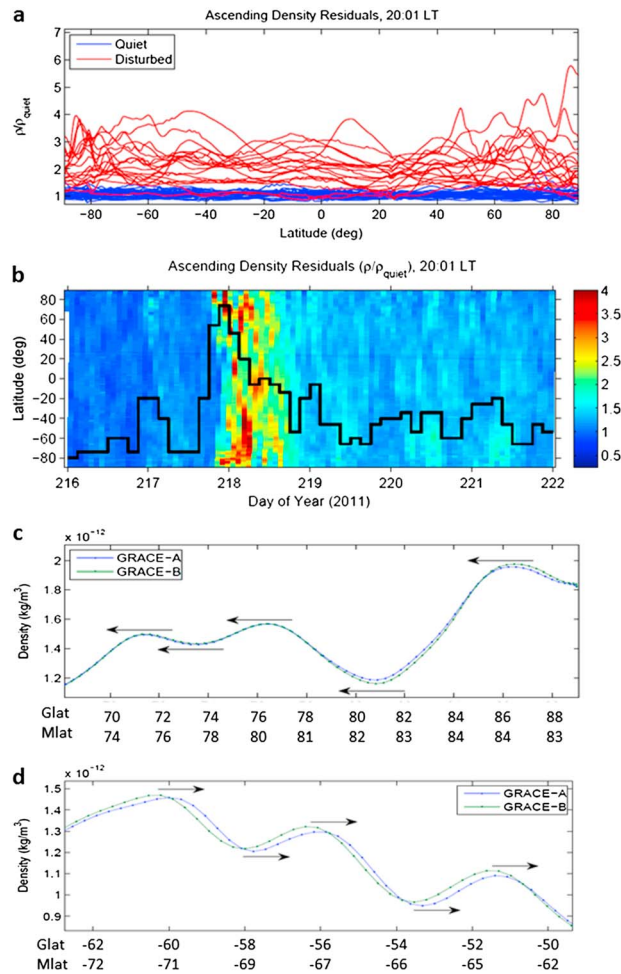 a
Ascending Density Residuals, 20:01 LT
7
6
5
4
3
2
1
ρ/ρquiet
Quiet
Disturbed
-80 -60 -40 -20 0 20 40 60 80
Latitude (deg)
b
Ascending Density Residuals (ρ/ρquiet), 20:01 LT
80
60
40
20
0
-20
-40
-60
-80
Latitude (deg)
4
3.5
3
2.5
2
1.5
1
0.5
216 217 218 219 220 221 222
Day of Year (2011)
c
x 10⁻¹²
2
1.8
1.6
1.4
1.2
Density (kg/m³)
GRACE-A
GRACE-B
Glat 70 72 74 76 78 80 82 84 86 88
Mlat 74 76 78 80 81 82 83 84 84 83
d
x 10⁻¹²
1.5
1.4
1.3
1.2
1.1
1
0.9
Density (kg/m³)
GRACE-A
GRACE-B
Glat -62 -60 -58 -56 -54 -52 -50
Mlat -72 -71 -69 -67 -66 -65 -62